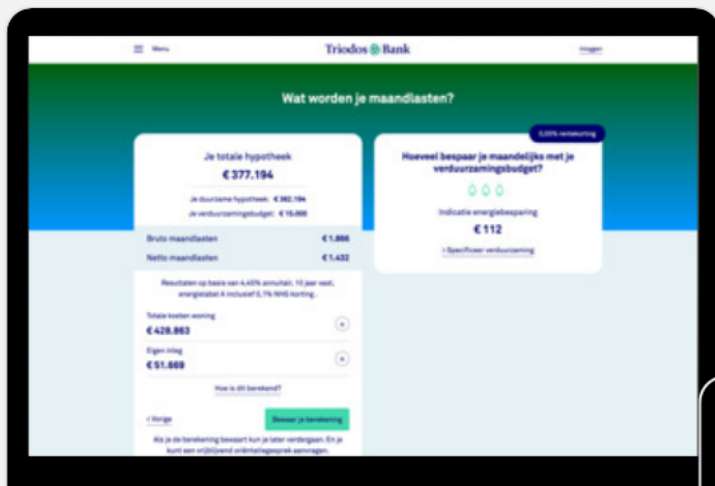 Menu
Triodos Bank
Inloggen
Wat worden je maandlasten?
Je totale hypotheek
€ 377.194
Je duurzame hypotheek: € 362.194
Je verduurzamingsbudget: € 15.000
Bruto maandlasten € 1.866
Netto maandlasten € 1.432
Resultaten op basis van 4,45% annuïtair, 10 jaar vast,
energielabel A inclusief 0,1% NHG korting.
Totale kosten woning
€ 428.863
Eigen inleg
€ 51.669
Hoe is dit berekend?
‹ Vorige
Bewaar je berekening
Als je de berekening bewaart kun je later verdergaan. En je
kunt een vrijblijvend oriëntatiegesprek aanvragen.
0,05% rentekorting
Hoeveel bespaar je maandelijks met je
verduurzamingsbudget?
Indicatie energiebesparing
€ 112
› Specificeer verduurzaming